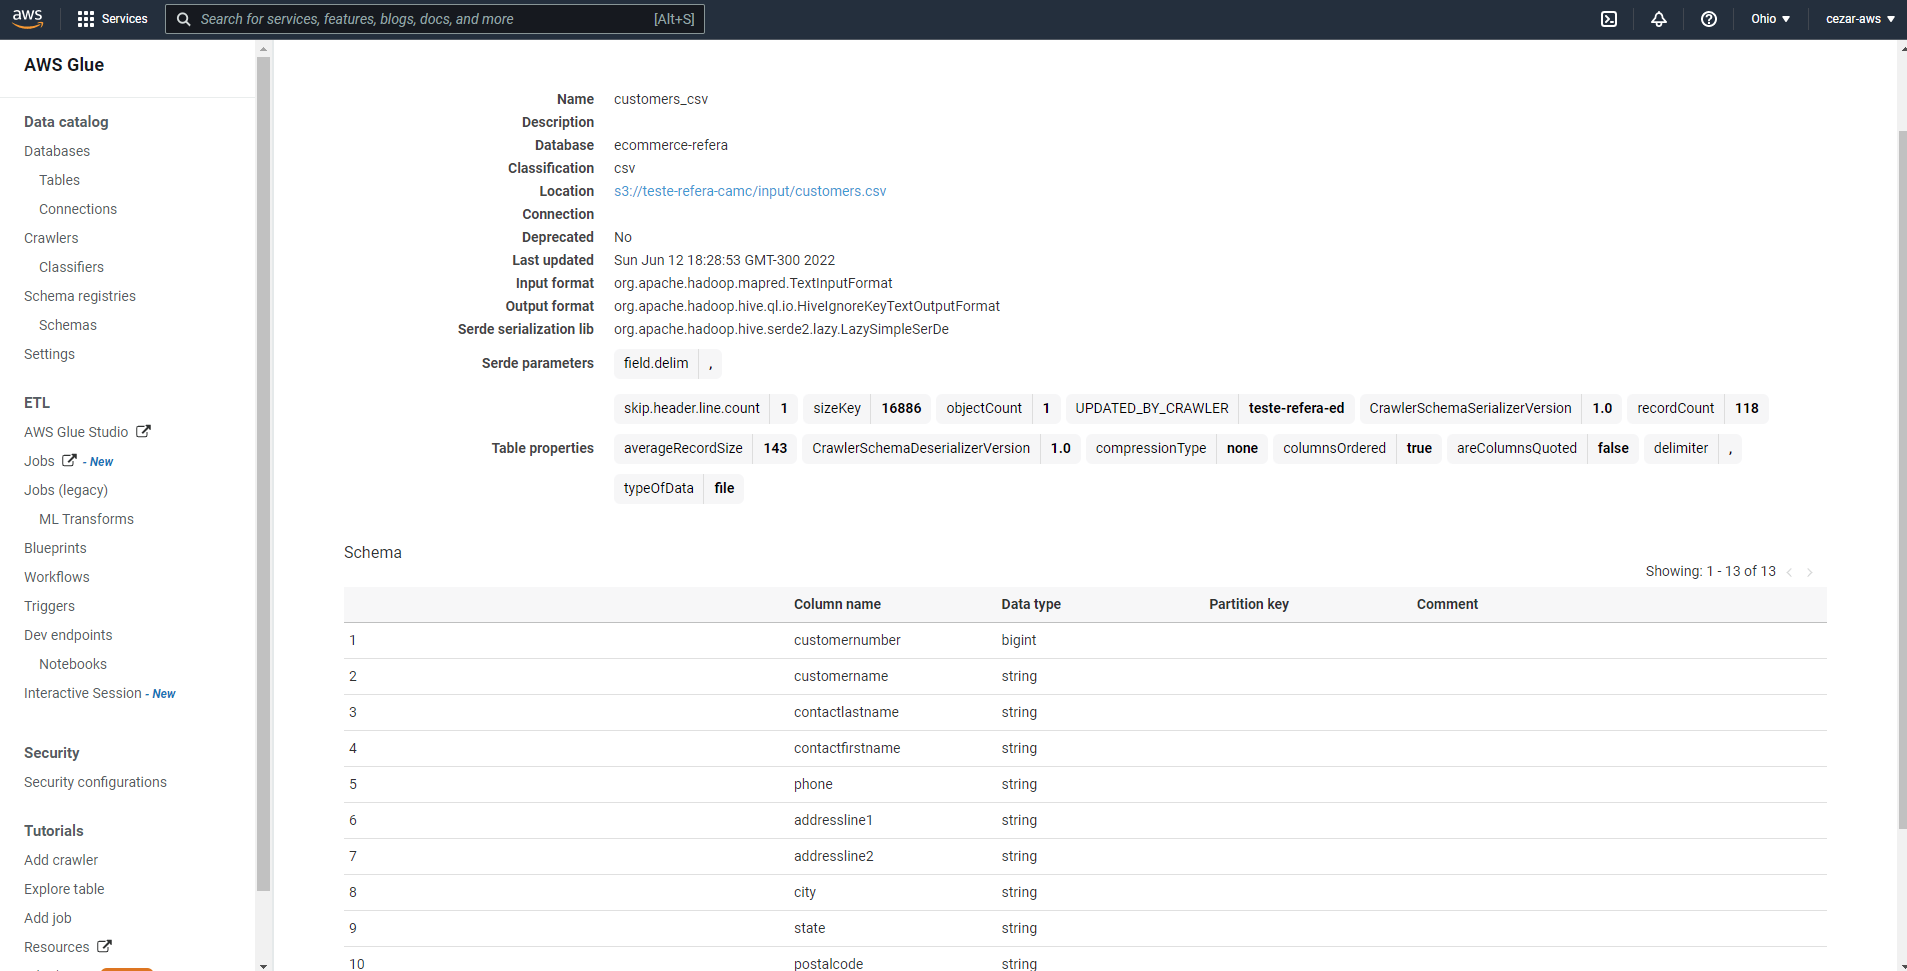 aws Services Search for services, features, blogs, docs, and more [Alt+S] Ohio cezar-aws
AWS Glue
Data catalog
Databases
Tables
Connections
Crawlers
Classifiers
Schema registries
Schemas
Settings
ETL
AWS Glue Studio
Jobs - New
Jobs (legacy)
ML Transforms
Blueprints
Workflows
Triggers
Dev endpoints
Notebooks
Interactive Session - New
Security
Security configurations
Tutorials
Add crawler
Explore table
Add job
Resources
Name customers_csv
Description
Database ecommerce-refera
Classification csv
Location s3://teste-refera-camc/input/customers.csv
Connection
Deprecated No
Last updated Sun Jun 12 18:28:53 GMT-300 2022
Input format org.apache.hadoop.mapred.TextInputFormat
Output format org.apache.hadoop.hive.ql.io.HiveIgnoreKeyTextOutputFormat
Serde serialization lib org.apache.hadoop.hive.serde2.lazy.LazySimpleSerDe
Serde parameters field.delim ,
skip.header.line.count 1 sizeKey 16886 objectCount 1 UPDATED_BY_CRAWLER teste-refera-ed CrawlerSchemaSerializerVersion 1.0 recordCount 118
Table properties averageRecordSize 143 CrawlerSchemaDeserializerVersion 1.0 compressionType none columnsOrdered true areColumnsQuoted false delimiter ,
typeOfData file
Schema
Showing: 1 - 13 of 13 < >
Column name Data type Partition key Comment
1 customernumber bigint
2 customername string
3 contactlastname string
4 contactfirstname string
5 phone string
6 addressline1 string
7 addressline2 string
8 city string
9 state string
10 postalcode string